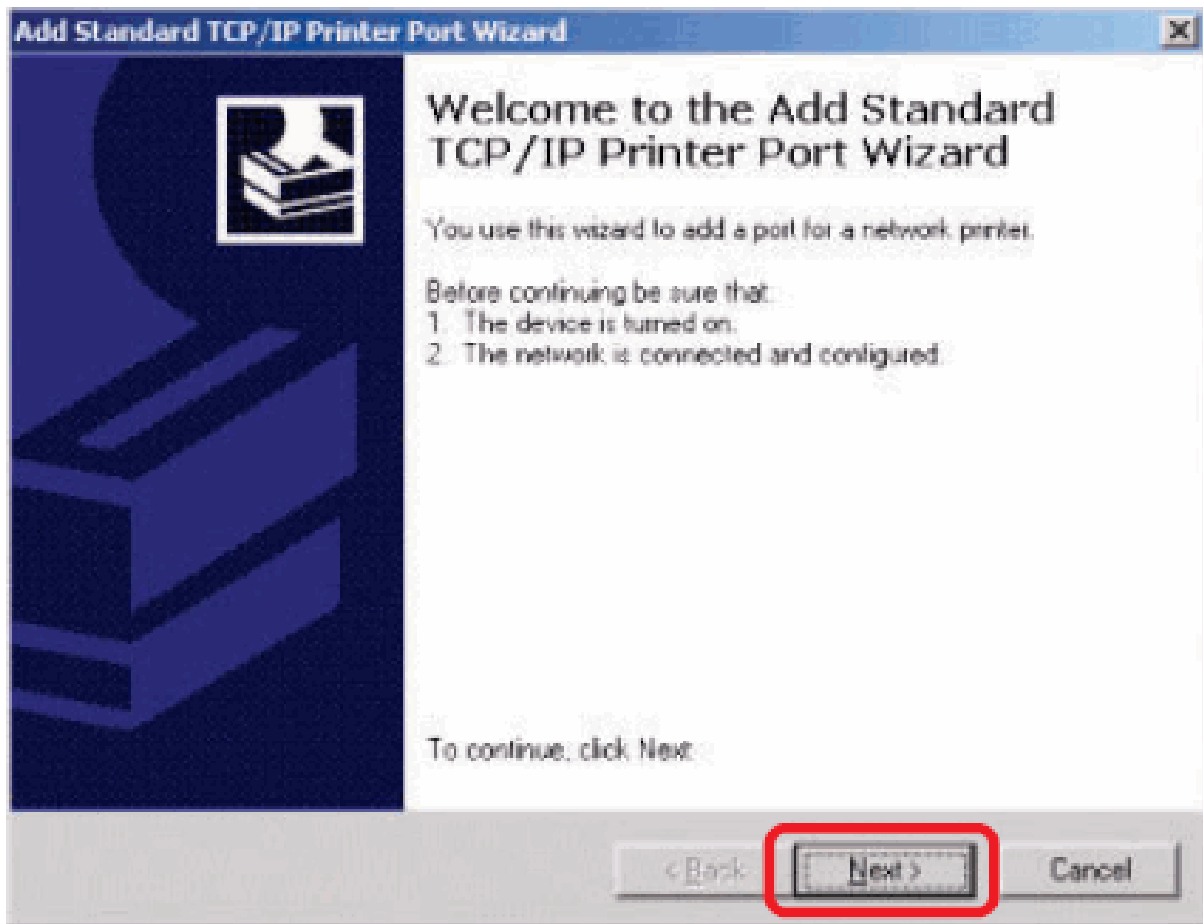 Add Standard TCP/IP Printer Port Wizard
Welcome to the Add Standard
TCP/IP Printer Port Wizard
You use this wizard to add a port for a network printer.
Before continuing be sure that:
1. The device is turned on.
2. The network is connected and configured.
To continue, click Next.
< Back
Next >
Cancel